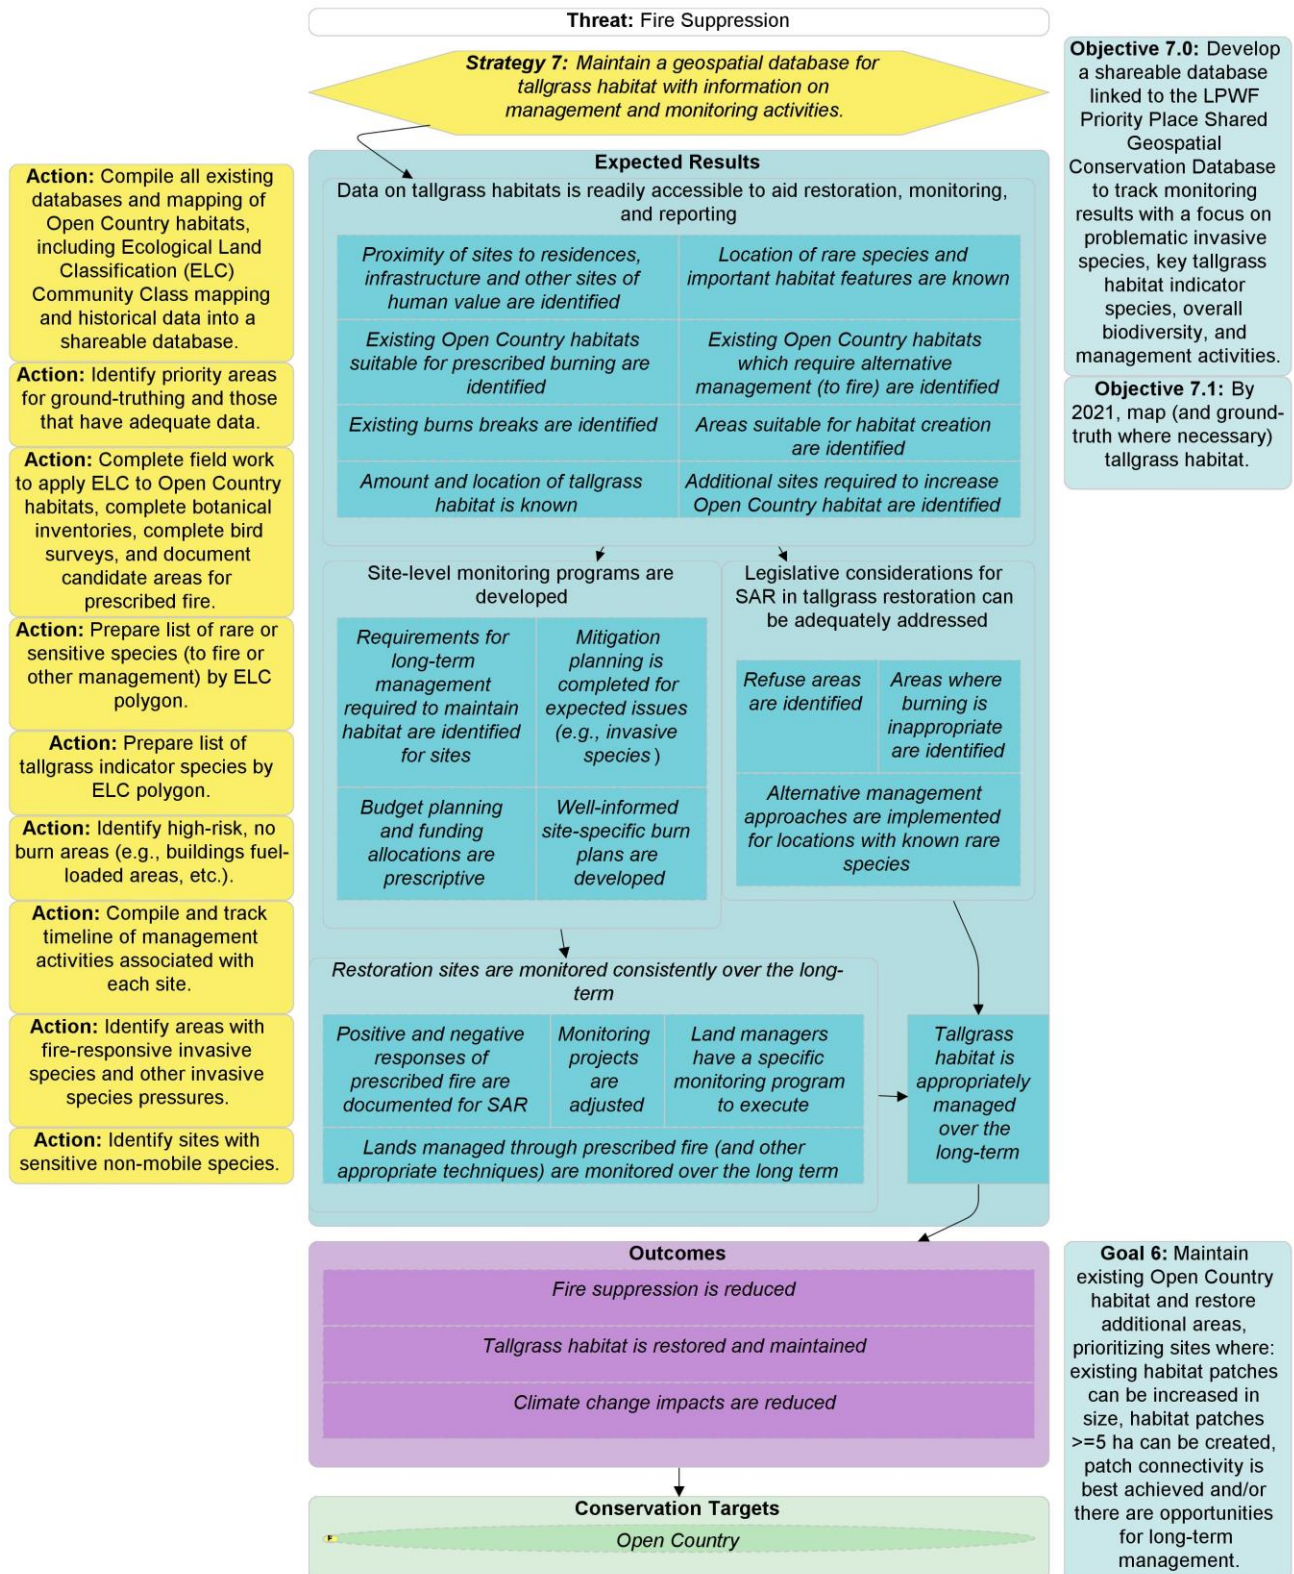 Threat: Fire Suppression
Strategy 7: Maintain a geospatial database for
tallgrass habitat with information on
management and monitoring activities.
Objective 7.0: Develop
a shareable database
linked to the LPWF
Priority Place Shared
Geospatial
Conservation Database
to track monitoring
results with a focus on
problematic invasive
species, key tallgrass
habitat indicator
species, overall
biodiversity, and
management activities.
Objective 7.1: By
2021, map (and ground-
truth where necessary)
tallgrass habitat.
Action: Compile all existing
databases and mapping of
Open Country habitats,
including Ecological Land
Classification (ELC)
Community Class mapping
and historical data into a
shareable database.
Action: Identify priority areas
for ground-truthing and those
that have adequate data.
Action: Complete field work
to apply ELC to Open Country
habitats, complete botanical
inventories, complete bird
surveys, and document
candidate areas for
prescribed fire.
Action: Prepare list of rare or
sensitive species (to fire or
other management) by ELC
polygon.
Action: Prepare list of
tallgrass indicator species by
ELC polygon.
Action: Identify high-risk, no
burn areas (e.g., buildings fuel-
loaded areas, etc.).
Action: Compile and track
timeline of management
activities associated with
each site.
Action: Identify areas with
fire-responsive invasive
species and other invasive
species pressures.
Action: Identify sites with
sensitive non-mobile species.
Expected Results
Data on tallgrass habitats is readily accessible to aid restoration, monitoring,
and reporting
Proximity of sites to residences,
infrastructure and other sites of
human value are identified
Location of rare species and
important habitat features are known
Existing Open Country habitats
suitable for prescribed burning are
identified
Existing Open Country habitats
which require alternative
management (to fire) are identified
Existing burns breaks are identified
Areas suitable for habitat creation
are identified
Amount and location of tallgrass
habitat is known
Additional sites required to increase
Open Country habitat are identified
Site-level monitoring programs are
developed
Requirements for
long-term
management
required to maintain
habitat are identified
for sites
Mitigation
planning is
completed for
expected issues
(e.g., invasive
species)
Budget planning
and funding
allocations are
prescriptive
Well-informed
site-specific burn
plans are
developed
Legislative considerations for
SAR in tallgrass restoration can
be adequately addressed
Refuse areas
are identified
Areas where
burning is
inappropriate
are identified
Alternative management
approaches are implemented
for locations with known rare
species
Restoration sites are monitored consistently over the long-
term
Positive and negative
responses of
prescribed fire are
documented for SAR
Monitoring
projects
are
adjusted
Land managers
have a specific
monitoring program
to execute
Lands managed through prescribed fire (and other
appropriate techniques) are monitored over the long term
Tallgrass
habitat is
appropriately
managed
over the
long-term
Outcomes
Fire suppression is reduced
Tallgrass habitat is restored and maintained
Climate change impacts are reduced
Goal 6: Maintain
existing Open Country
habitat and restore
additional areas,
prioritizing sites where:
existing habitat patches
can be increased in
size, habitat patches
>=5 ha can be created,
patch connectivity is
best achieved and/or
there are opportunities
for long-term
management.
Conservation Targets
F
Open Country